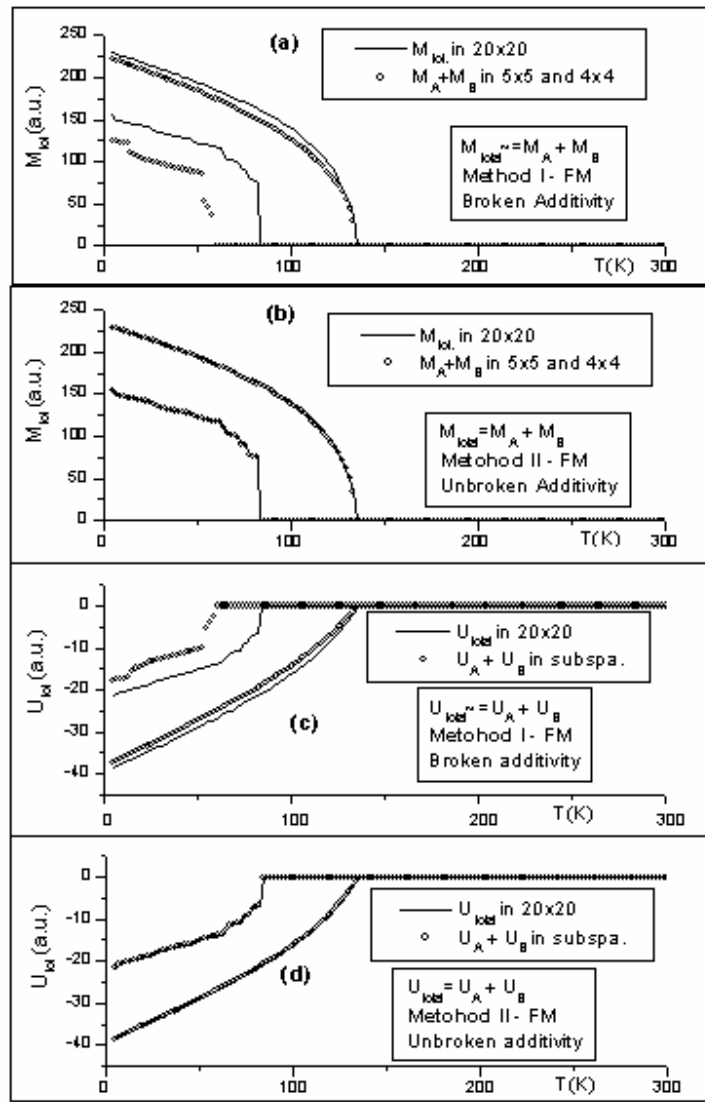 (a)
M_tot. in 20x20
M_A+M_B in 5x5 and 4x4
M_total ~= M_A + M_B
Method I - FM
Broken Additivity
M_tot (a.u.)
250
200
150
100
50
0
0
100
200
300
T(K)
(b)
M_tot. in 20x20
M_A+M_B in 5x5 and 4x4
M_total = M_A + M_B
Metohod II - FM
Unbroken Additivity
M_tot (a.u.)
250
200
150
100
50
0
0
100
200
300
T(K)
U_total in 20x20
U_A + U_B in subspa.
U_total ~= U_A + U_B
Metohod I - FM
Broken additivity
(c)
U_tot (a.u.)
0
-10
-20
-30
-40
0
100
200
300
T(K)
U_total in 20x20
U_A + U_B in subspa.
U_total = U_A + U_B
Metohod II - FM
Unbroken additivity
(d)
U_tot (a.u.)
0
-10
-20
-30
-40
0
100
200
300
T(K)